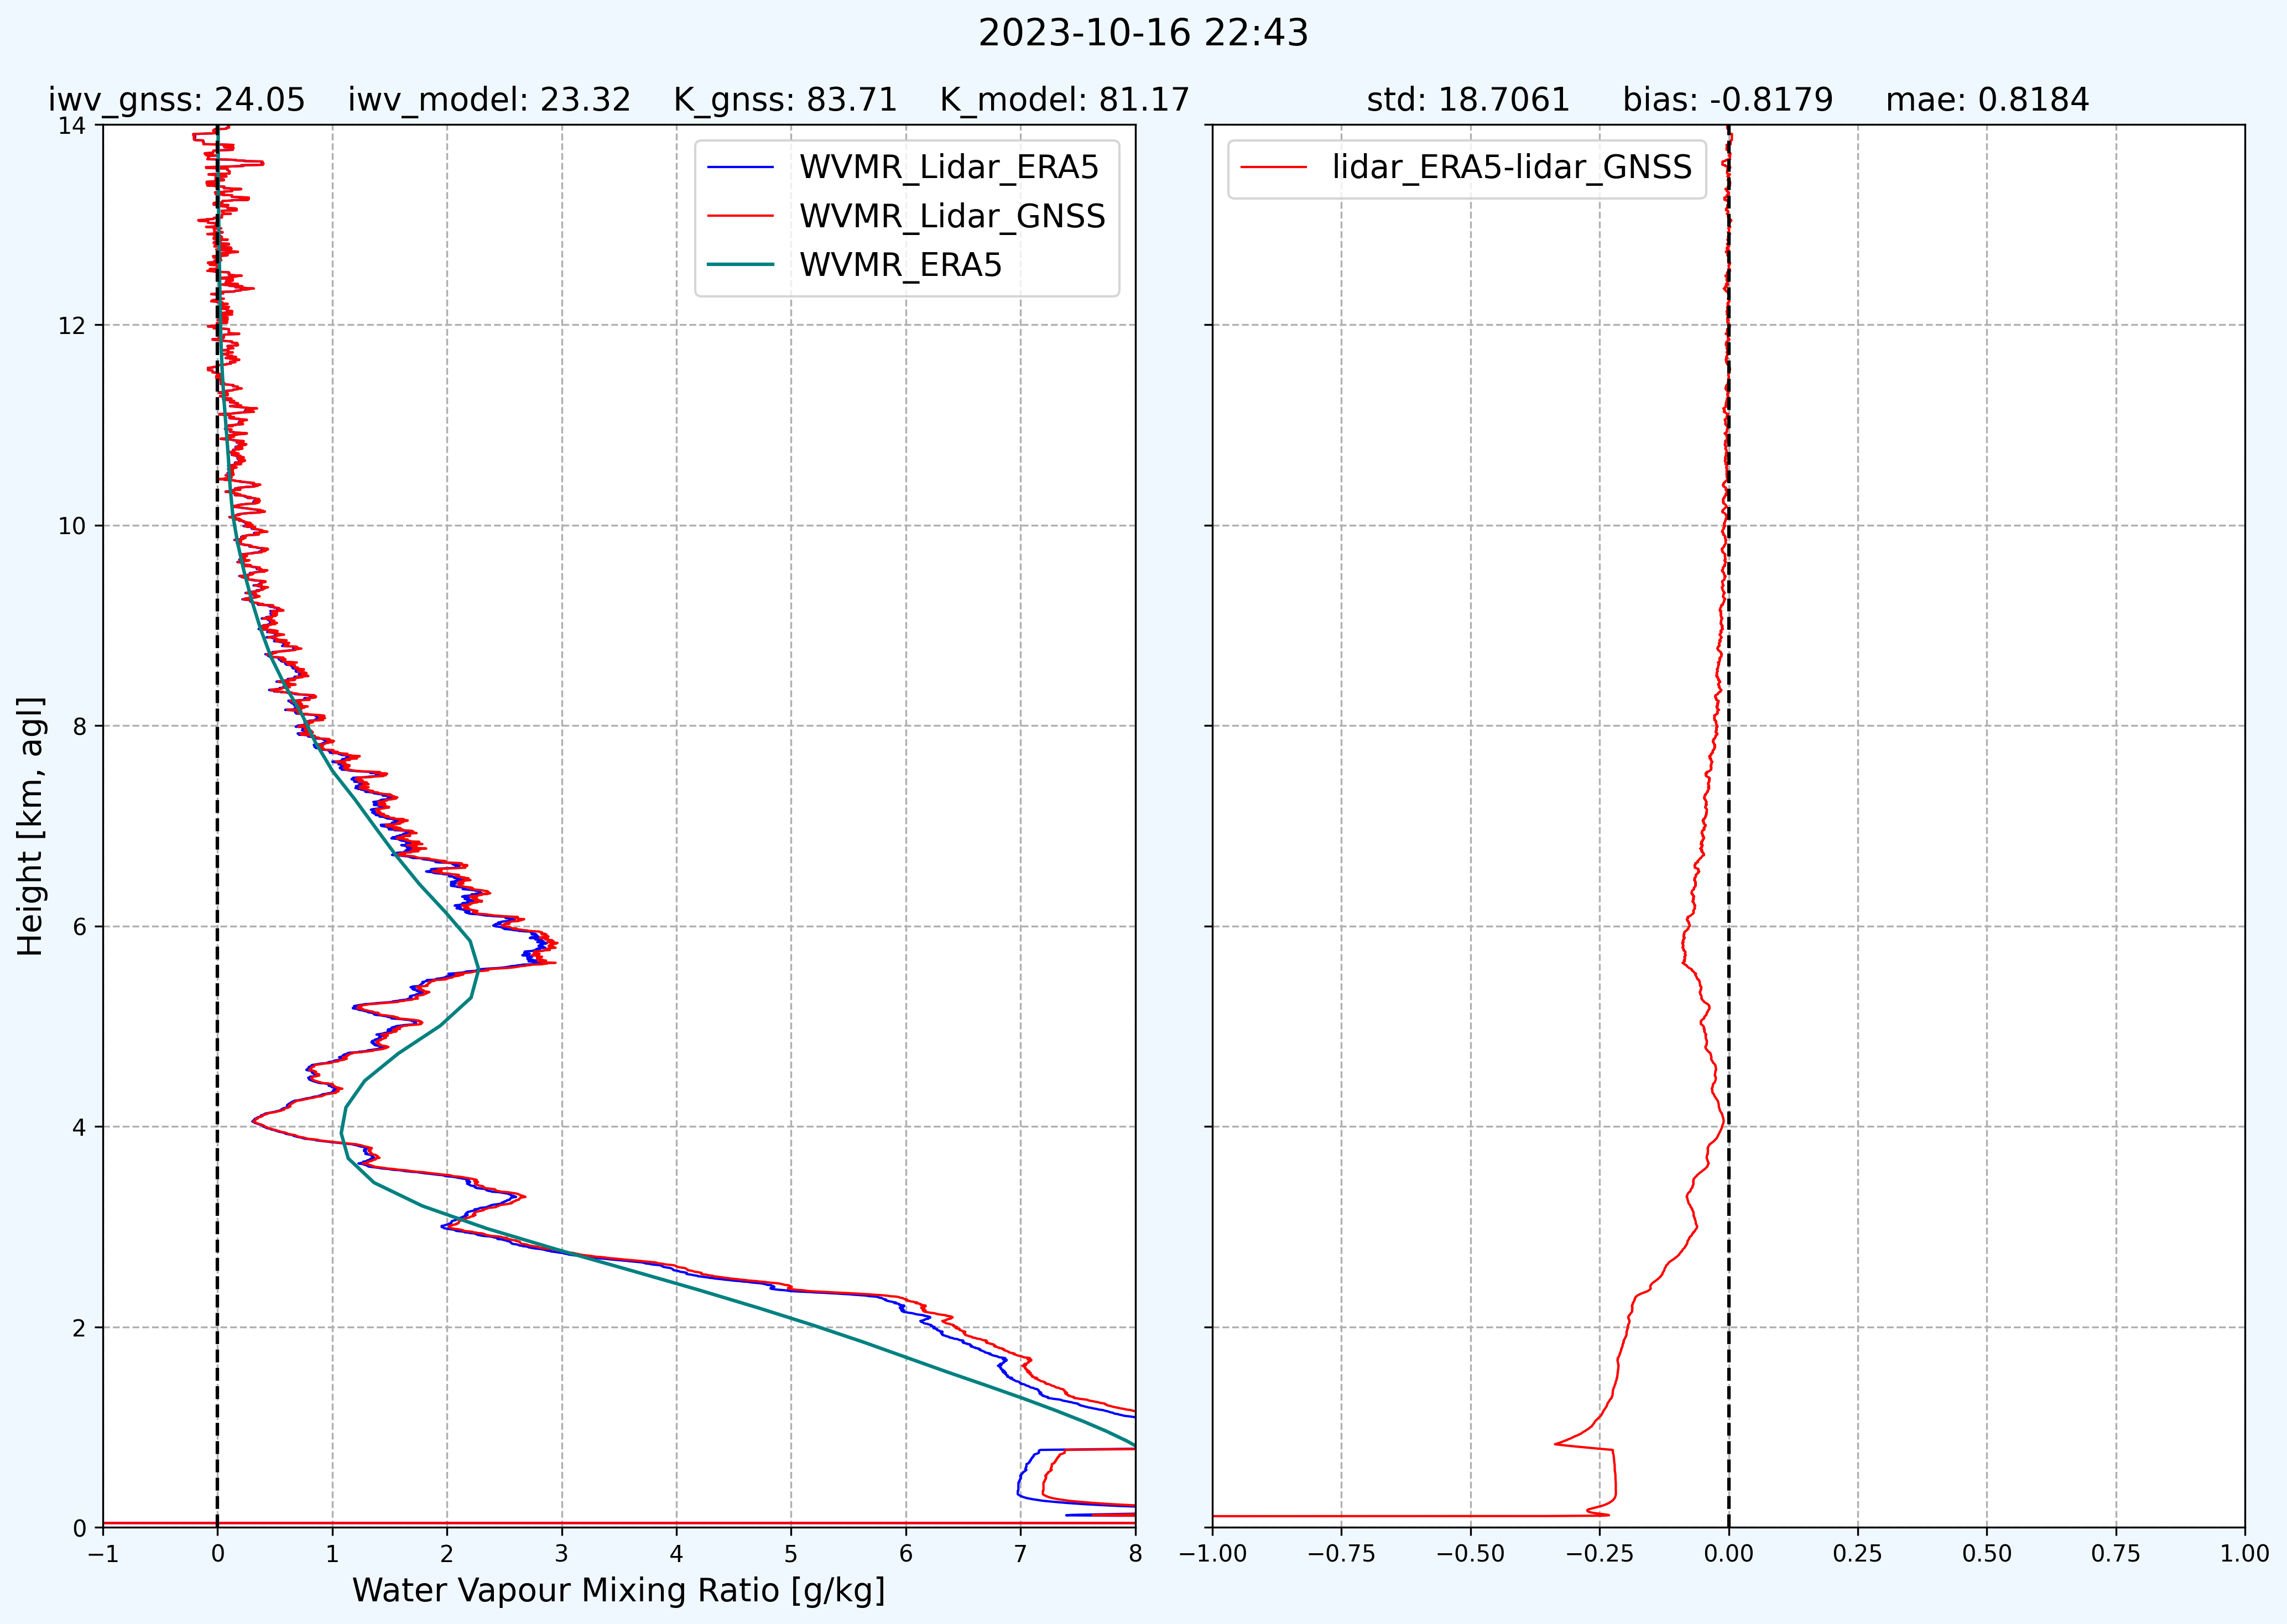 2023-10-16 22:43
iwv_gnss: 24.05 iwv_model: 23.32 K_gnss: 83.71 K_model: 81.17
std: 18.7061 bias: -0.8179 mae: 0.8184
WVMR_Lidar_ERA5
WVMR_Lidar_GNSS
WVMR_ERA5
lidar_ERA5-lidar_GNSS
Height [km, agl]
14
12
10
8
6
4
2
0
−1 0 1 2 3 4 5 6 7 8
Water Vapour Mixing Ratio [g/kg]
−1.00 −0.75 −0.50 −0.25 0.00 0.25 0.50 0.75 1.00